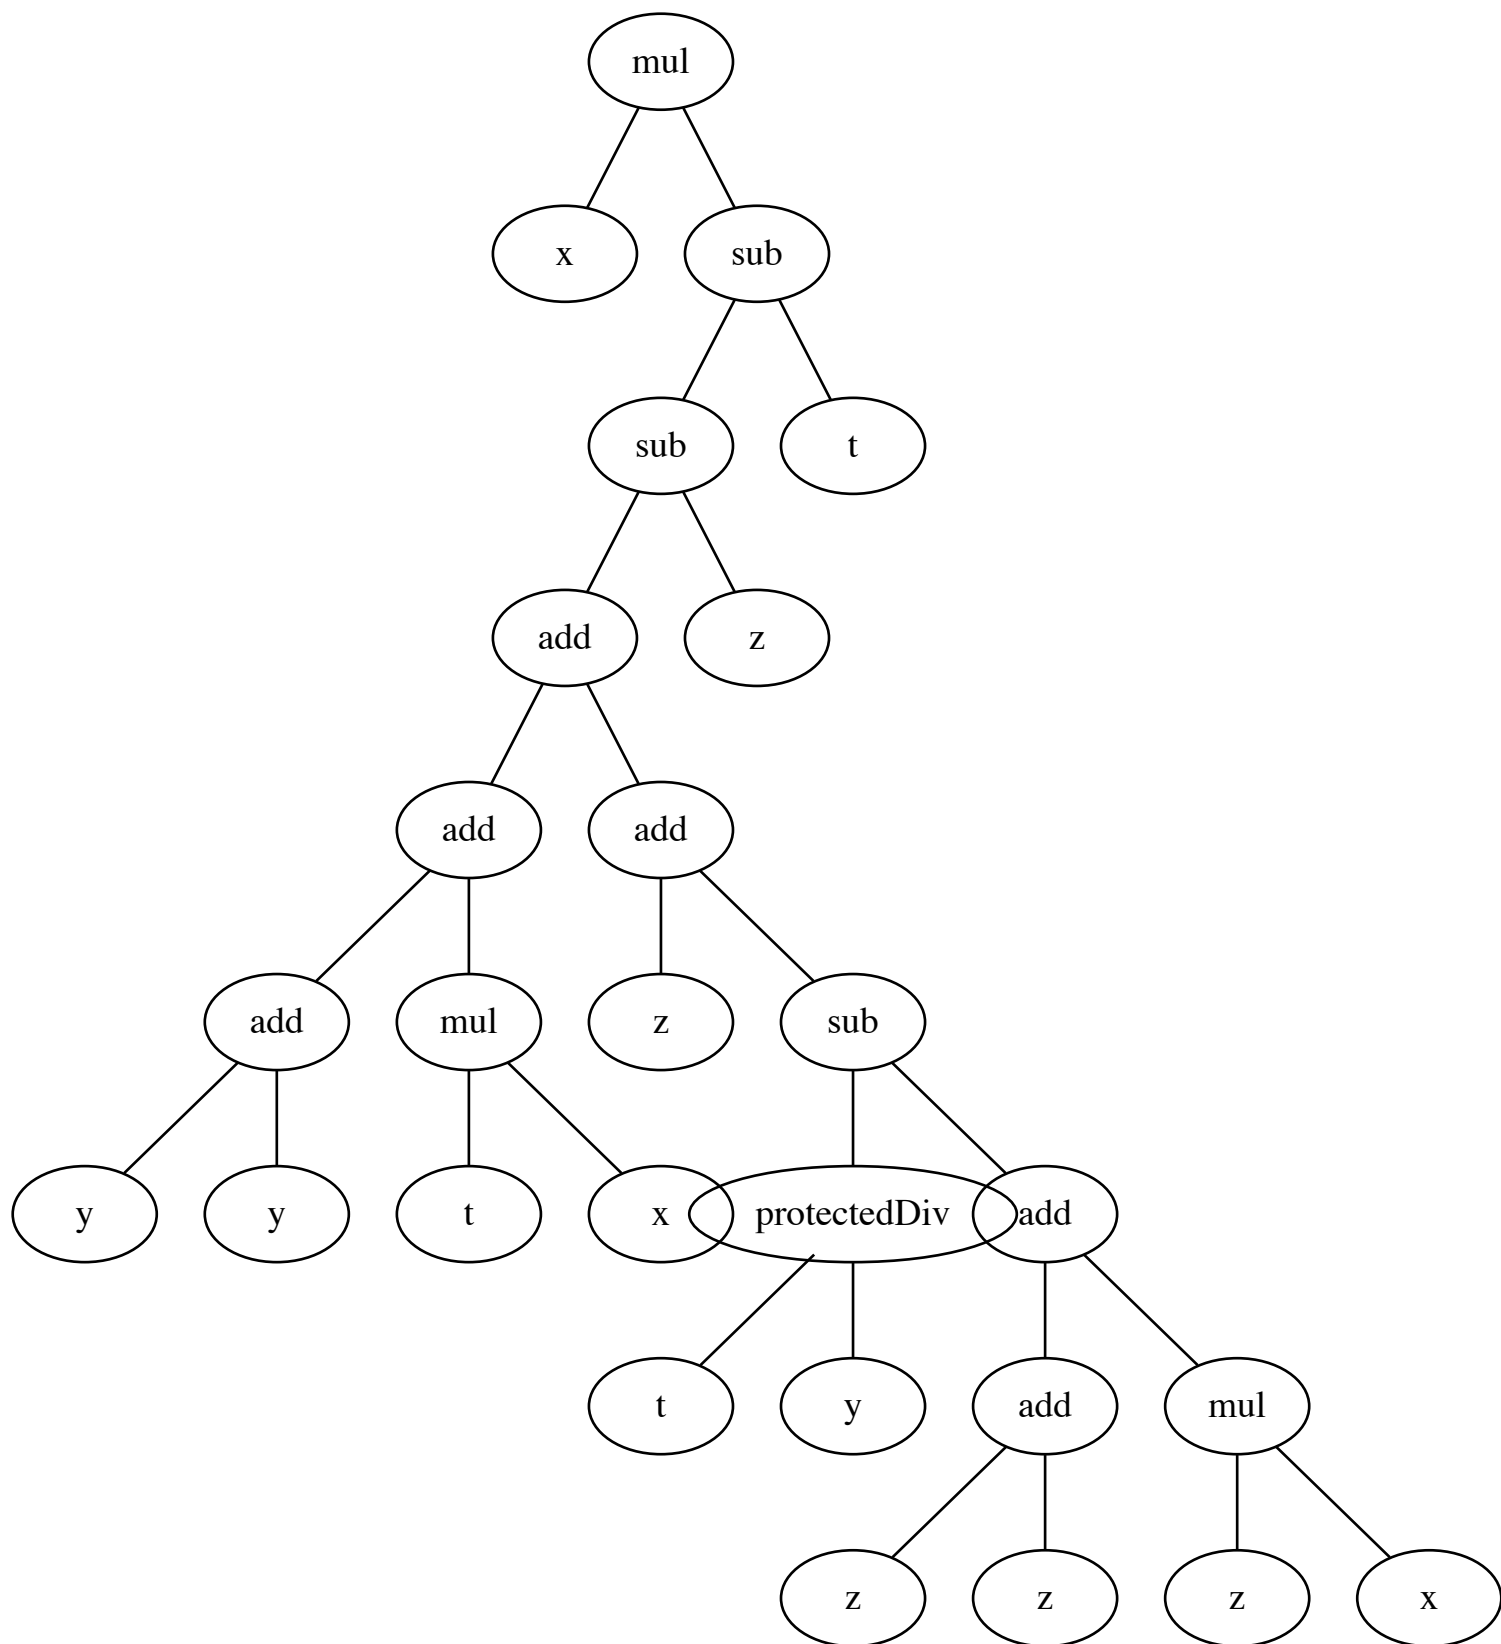 mul
x sub
sub t
add z
add add
add mul z sub
y y t x protectedDiv add
t y add mul
z z z x